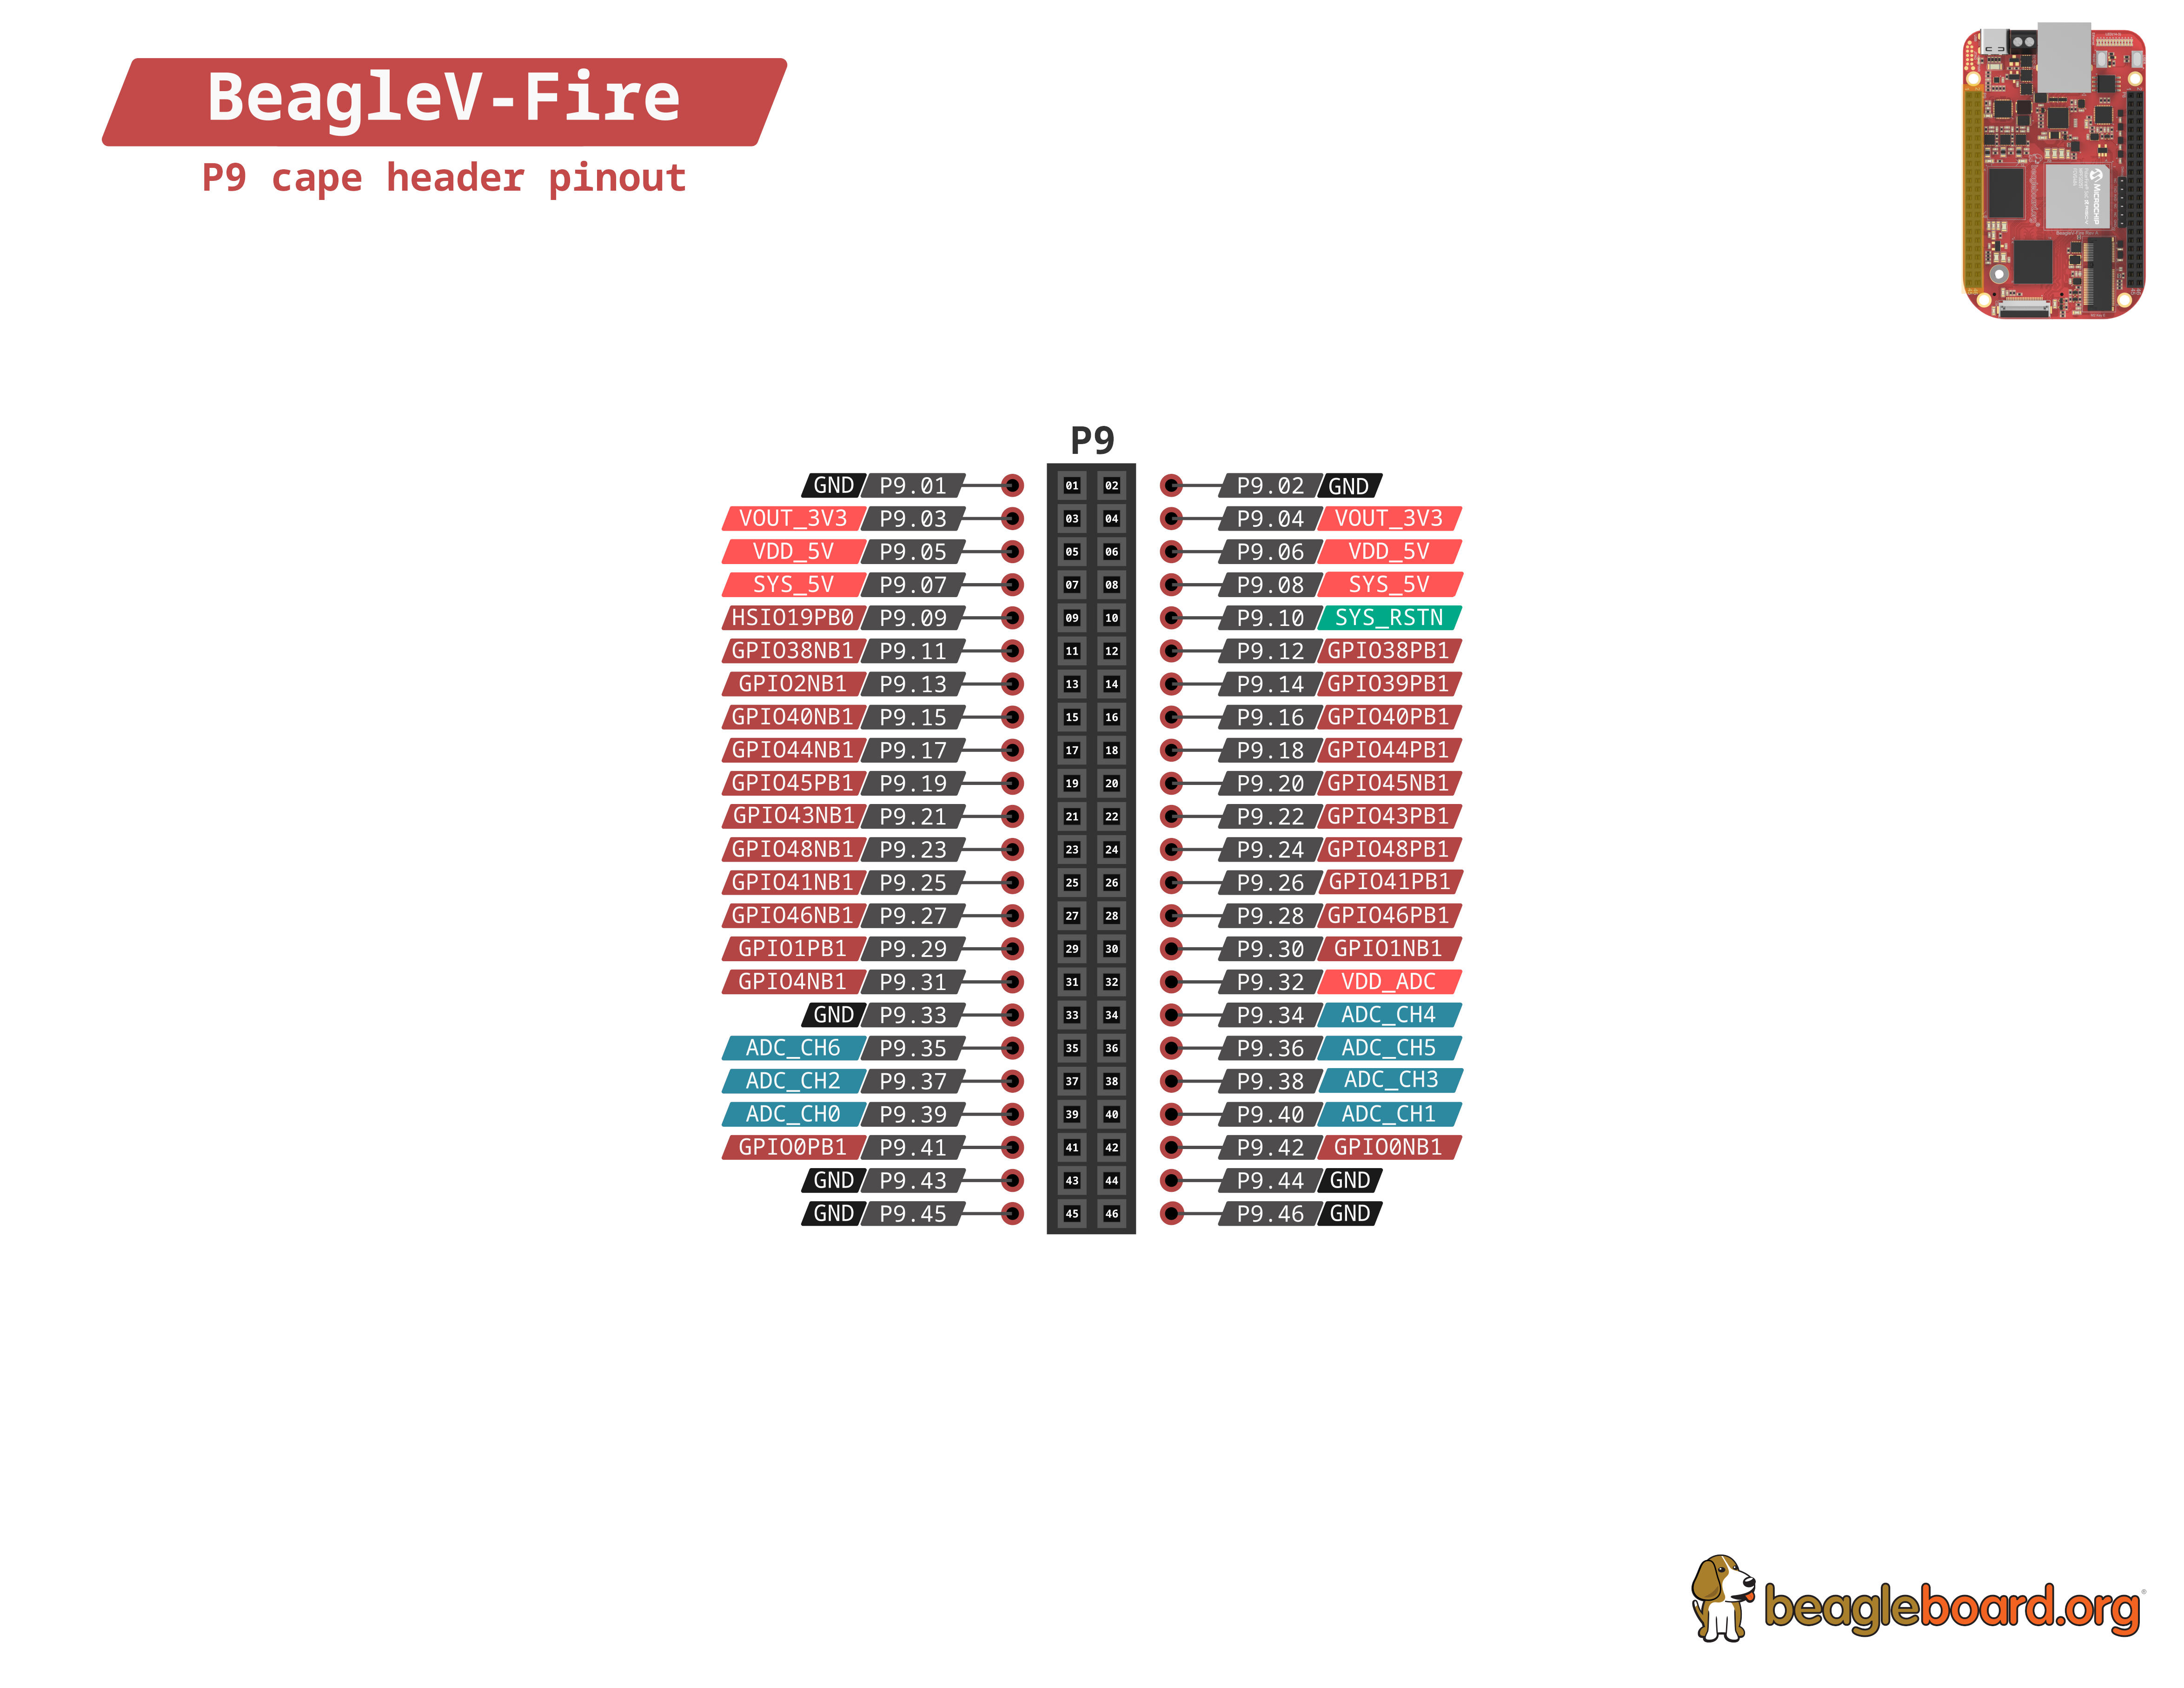 BeagleV-Fire
P9 cape header pinout
MICROCHIP
P9
GND P9.01 01 02 P9.02 GND
VOUT_3V3 P9.03 03 04 P9.04 VOUT_3V3
VDD_5V P9.05 05 06 P9.06 VDD_5V
SYS_5V P9.07 07 08 P9.08 SYS_5V
HSIO19PB0 P9.09 09 10 P9.10 SYS_RSTN
GPIO38NB1 P9.11 11 12 P9.12 GPIO38PB1
GPIO2NB1 P9.13 13 14 P9.14 GPIO39PB1
GPIO40NB1 P9.15 15 16 P9.16 GPIO40PB1
GPIO44NB1 P9.17 17 18 P9.18 GPIO44PB1
GPIO45PB1 P9.19 19 20 P9.20 GPIO45NB1
GPIO43NB1 P9.21 21 22 P9.22 GPIO43PB1
GPIO48NB1 P9.23 23 24 P9.24 GPIO48PB1
GPIO41NB1 P9.25 25 26 P9.26 GPIO41PB1
GPIO46NB1 P9.27 27 28 P9.28 GPIO46PB1
GPIO1PB1 P9.29 29 30 P9.30 GPIO1NB1
GPIO4NB1 P9.31 31 32 P9.32 VDD_ADC
GND P9.33 33 34 P9.34 ADC_CH4
ADC_CH6 P9.35 35 36 P9.36 ADC_CH5
ADC_CH2 P9.37 37 38 P9.38 ADC_CH3
ADC_CH0 P9.39 39 40 P9.40 ADC_CH1
GPIO0PB1 P9.41 41 42 P9.42 GPIO0NB1
GND P9.43 43 44 P9.44 GND
GND P9.45 45 46 P9.46 GND
beagleboard.org®